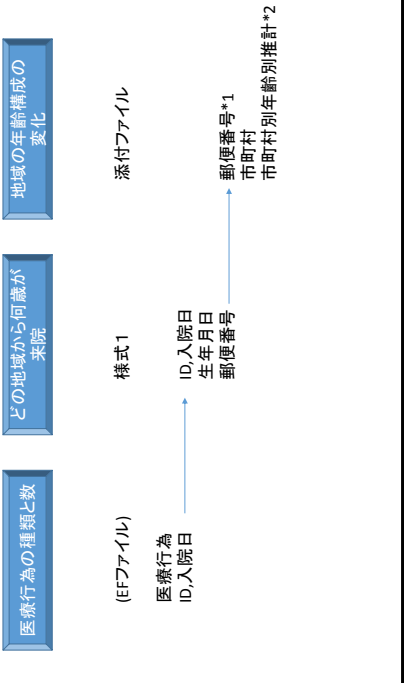 医療行為の種類と数
(EFファイル)
医療行為
ID,入院日
どの地域から何歳が
来院
様式1
ID,入院日
生年月日
郵便番号
地域の年齢構成の
変化
添付ファイル
郵便番号*1
市町村
市町村別年齢別推計*2